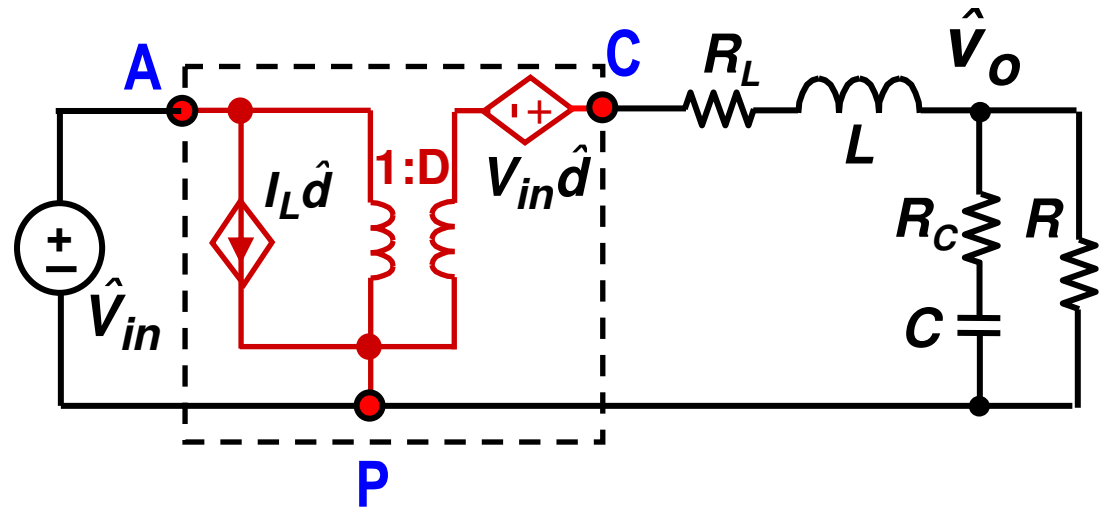 A
C
R_L
L
v̂_o
I_L d̂
1:D
- +
V_in d̂
R_C
R
+
−
V̂_in
C
P